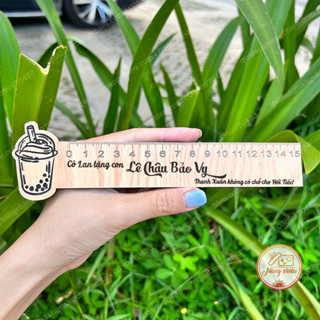 0 1 2 3 4 5 6 7 8 9 10 11 12 13 14 15
Cô Lan tặng con Lê Châu Bảo Vy
Thanh Xuân không có chỗ cho Hối Tiếc!